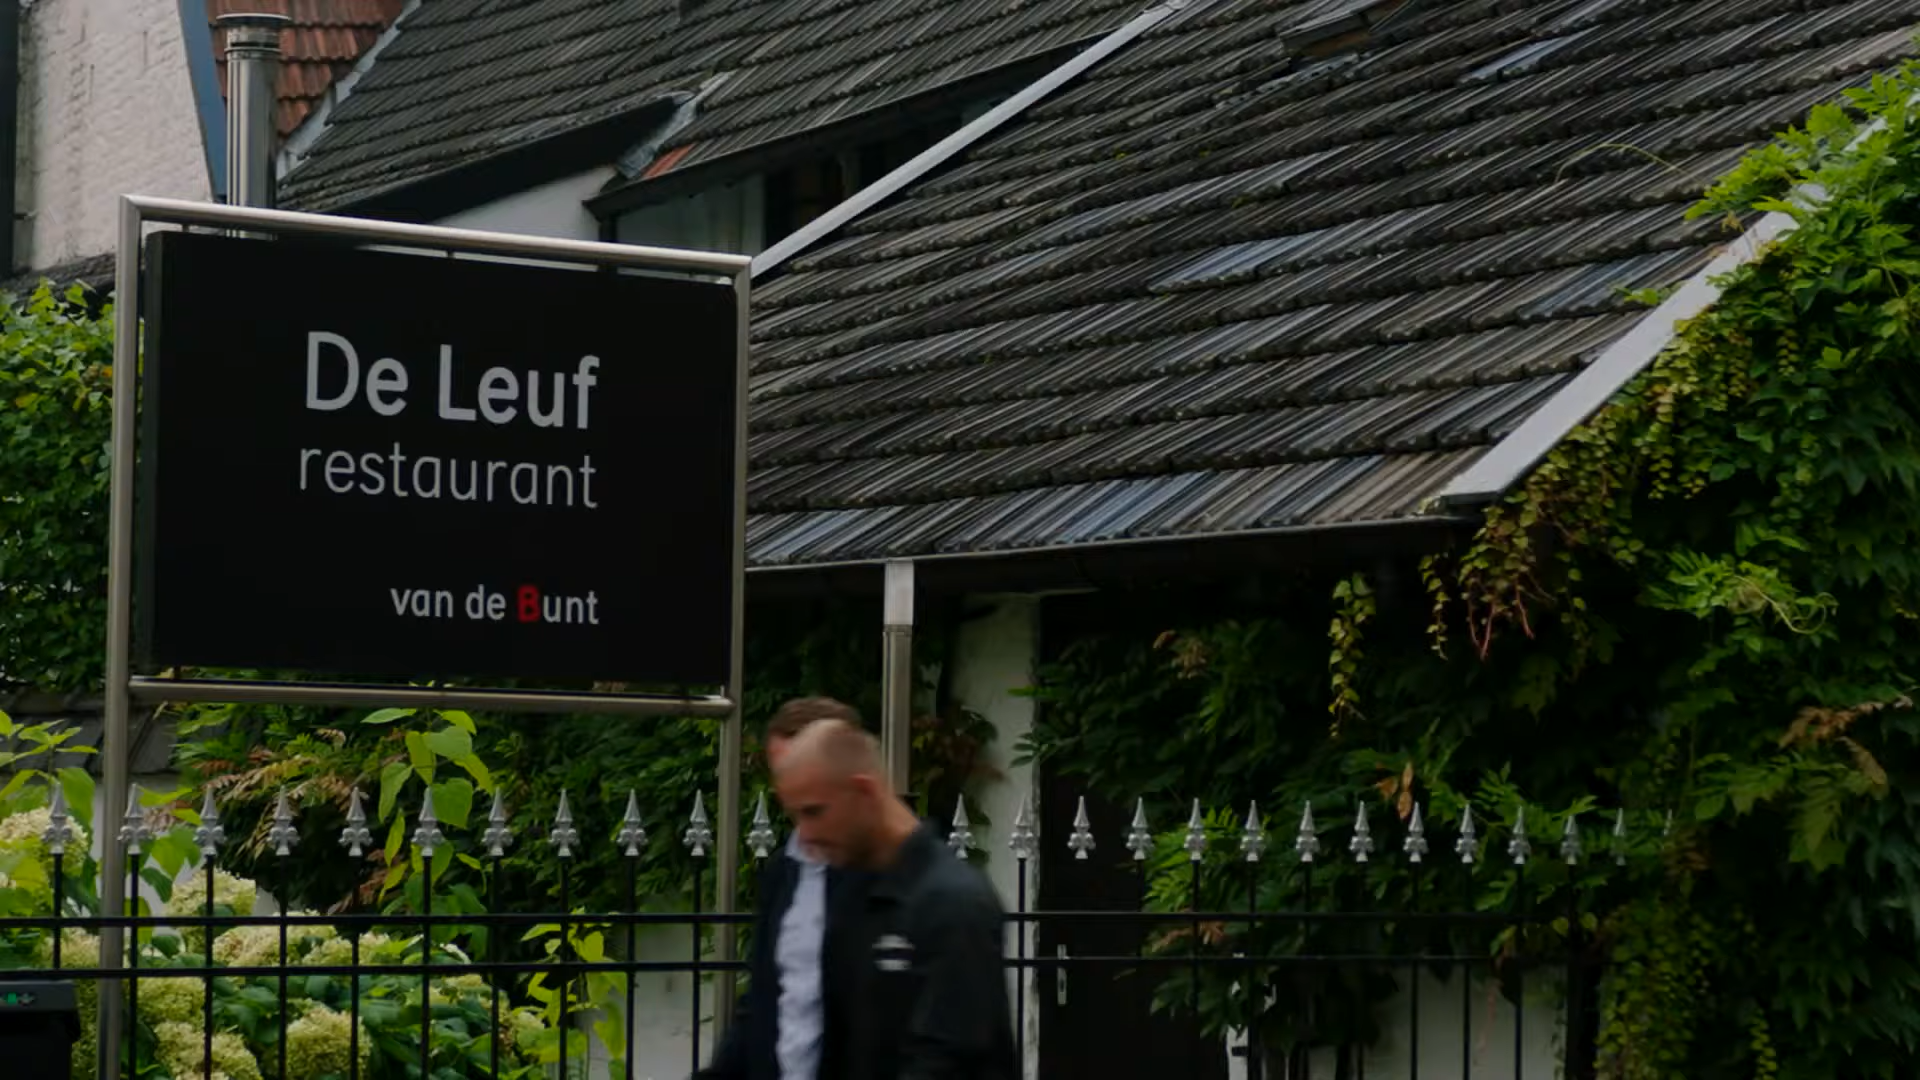 De Leuf
restaurant
van de Bunt